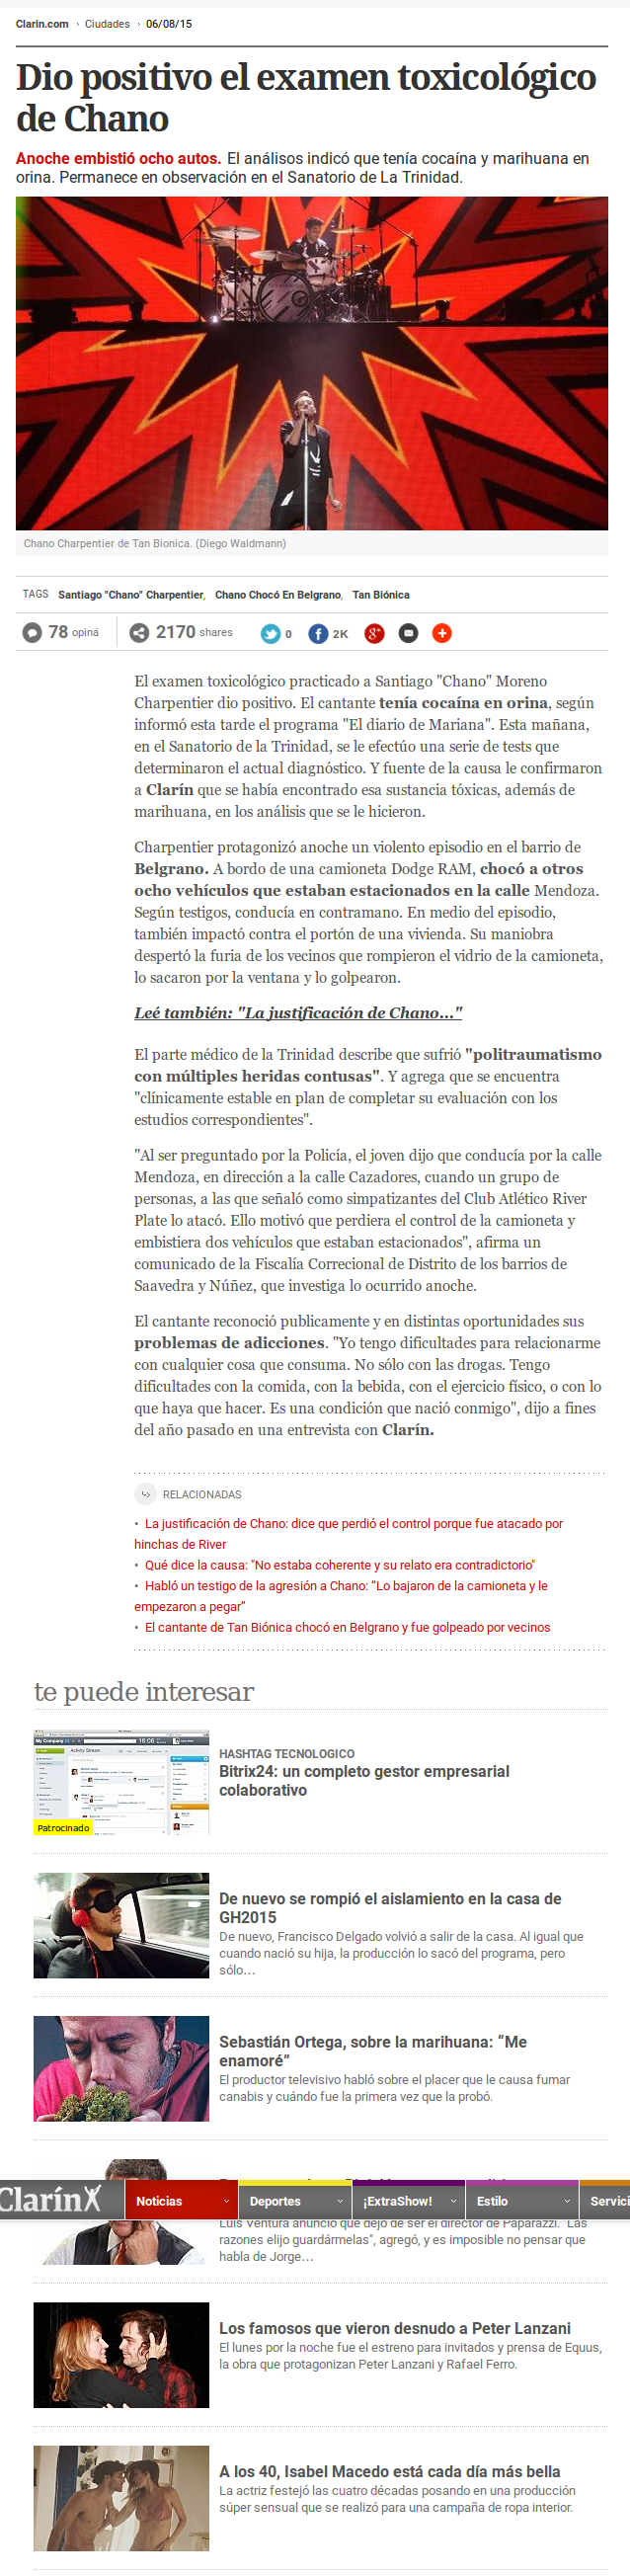 Clarin.com › Ciudades › 06/08/15
Dio positivo el examen toxicológico
de Chano
Anoche embistió ocho autos. El análisos indicó que tenía cocaína y marihuana en
orina. Permanece en observación en el Sanatorio de La Trinidad.
Chano Charpentier de Tan Bionica. (Diego Waldmann)
TAGS Santiago "Chano" Charpentier, Chano Chocó En Belgrano, Tan Biónica
78 opiná 2170 shares 0 2K
El examen toxicológico practicado a Santiago "Chano" Moreno
Charpentier dio positivo. El cantante tenía cocaína en orina, según
informó esta tarde el programa "El diario de Mariana". Esta mañana,
en el Sanatorio de la Trinidad, se le efectúo una serie de tests que
determinaron el actual diagnóstico. Y fuente de la causa le confirmaron
a Clarín que se había encontrado esa sustancia tóxicas, además de
marihuana, en los análisis que se le hicieron.
Charpentier protagonizó anoche un violento episodio en el barrio de
Belgrano. A bordo de una camioneta Dodge RAM, chocó a otros
ocho vehículos que estaban estacionados en la calle Mendoza.
Según testigos, conducía en contramano. En medio del episodio,
también impactó contra el portón de una vivienda. Su maniobra
despertó la furia de los vecinos que rompieron el vidrio de la camioneta,
lo sacaron por la ventana y lo golpearon.
Leé también: "La justificación de Chano..."
El parte médico de la Trinidad describe que sufrió "politraumatismo
con múltiples heridas contusas". Y agrega que se encuentra
"clínicamente estable en plan de completar su evaluación con los
estudios correspondientes".
"Al ser preguntado por la Policía, el joven dijo que conducía por la calle
Mendoza, en dirección a la calle Cazadores, cuando un grupo de
personas, a las que señaló como simpatizantes del Club Atlético River
Plate lo atacó. Ello motivó que perdiera el control de la camioneta y
embistiera dos vehículos que estaban estacionados", afirma un
comunicado de la Fiscalía Correcional de Distrito de los barrios de
Saavedra y Núñez, que investiga lo ocurrido anoche.
El cantante reconoció publicamente y en distintas oportunidades sus
problemas de adicciones. "Yo tengo dificultades para relacionarme
con cualquier cosa que consuma. No sólo con las drogas. Tengo
dificultades con la comida, con la bebida, con el ejercicio físico, o con lo
que haya que hacer. Es una condición que nació conmigo", dijo a fines
del año pasado en una entrevista con Clarín.
RELACIONADAS
• La justificación de Chano: dice que perdió el control porque fue atacado por
hinchas de River
• Qué dice la causa: "No estaba coherente y su relato era contradictorio"
• Habló un testigo de la agresión a Chano: “Lo bajaron de la camioneta y le
empezaron a pegar”
• El cantante de Tan Biónica chocó en Belgrano y fue golpeado por vecinos
te puede interesar
Patrocinado
HASHTAG TECNOLOGICO
Bitrix24: un completo gestor empresarial
colaborativo
De nuevo se rompió el aislamiento en la casa de
GH2015
De nuevo, Francisco Delgado volvió a salir de la casa. Al igual que
cuando nació su hija, la producción lo sacó del programa, pero
sólo…
Sebastián Ortega, sobre la marihuana: “Me
enamoré”
El productor televisivo habló sobre el placer que le causa fumar
canabis y cuándo fue la primera vez que la probó.
Clarín Noticias Deportes ¡ExtraShow! Estilo Servici
Luis Ventura anunció que dejó de ser el director de Paparazzi. "Las
razones elijo guardármelas", agregó, y es imposible no pensar que
habla de Jorge…
Los famosos que vieron desnudo a Peter Lanzani
El lunes por la noche fue el estreno para invitados y prensa de Equus,
la obra que protagonizan Peter Lanzani y Rafael Ferro.
A los 40, Isabel Macedo está cada día más bella
La actriz festejó las cuatro décadas posando en una producción
súper sensual que se realizó para una campaña de ropa interior.